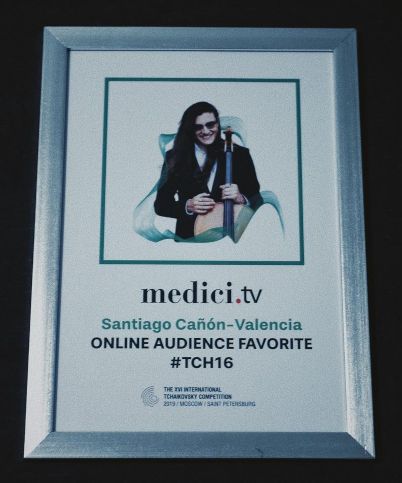 medici.tv
Santiago Cañón-Valencia
ONLINE AUDIENCE FAVORITE
#TCH16
THE XVI INTERNATIONAL
TCHAIKOVSKY COMPETITION
2019 / MOSCOW / SAINT PETERSBURG